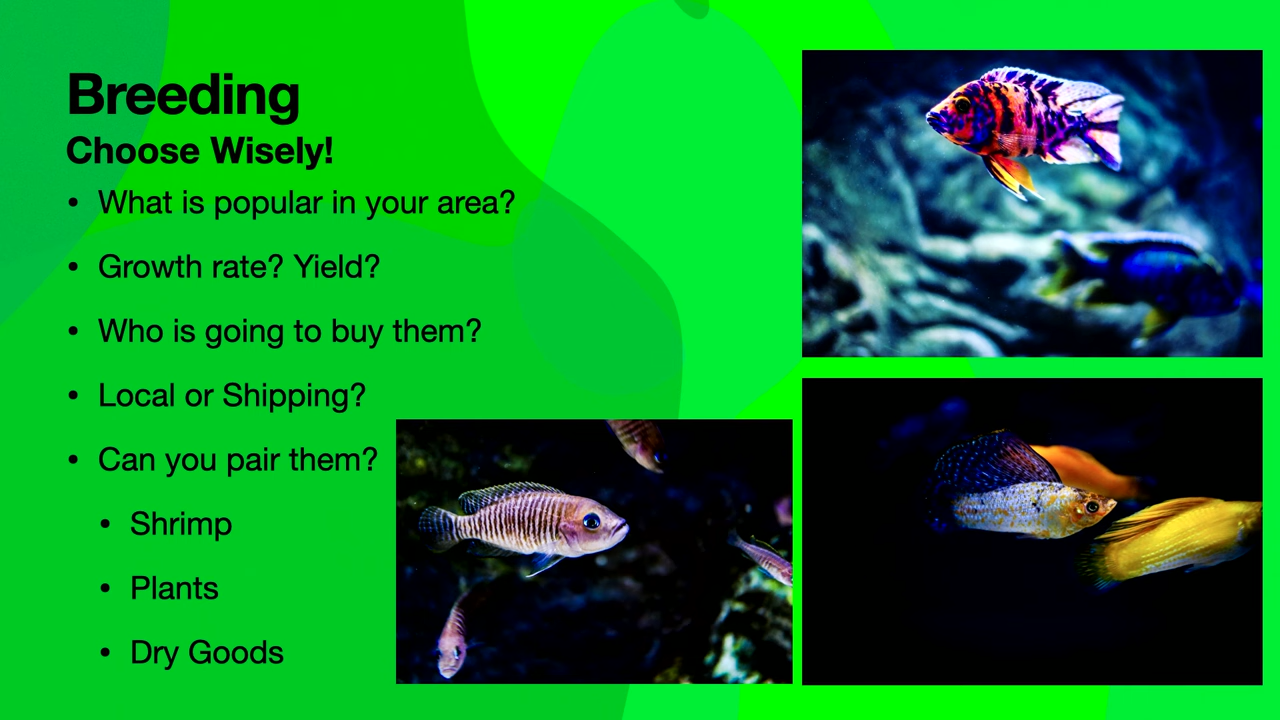 Breeding
Choose Wisely!
• What is popular in your area?
• Growth rate? Yield?
• Who is going to buy them?
• Local or Shipping?
• Can you pair them?
• Shrimp
• Plants
• Dry Goods